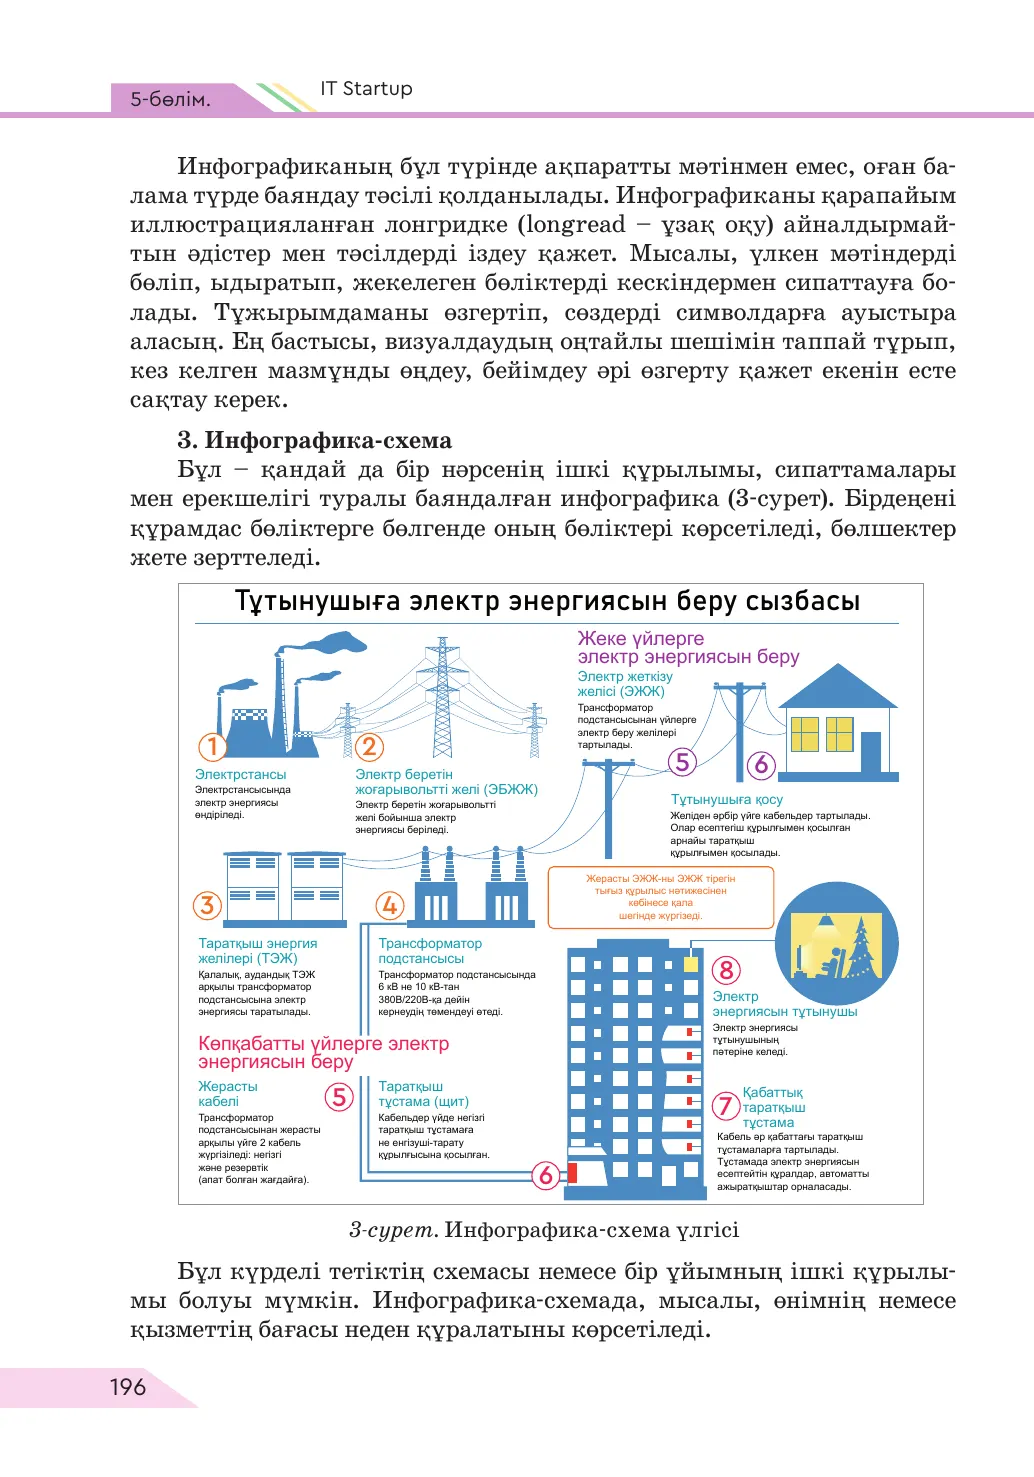 5-бөлім.
IT Startup
Инфографиканың бұл түрінде ақпаратты мәтінмен емес, оған ба-
лама түрде баяндау тәсілі қолданылады. Инфографиканы қарапайым
иллюстрацияланған лонгридке (longread – ұзақ оқу) айналдырмай-
тын әдістер мен тәсілдерді іздеу қажет. Мысалы, үлкен мәтіндерді
бөліп, ыдыратып, жекелеген бөліктерді кескіндермен сипаттауға бо-
лады. Тұжырымдаманы өзгертіп, сөздерді символдарға ауыстыра
аласың. Ең бастысы, визуалдаудың оңтайлы шешімін таппай тұрып,
кез келген мазмұнды өңдеу, бейімдеу әрі өзгерту қажет екенін есте
сақтау керек.
3. Инфографика-схема
Бұл – қандай да бір нәрсенің ішкі құрылымы, сипаттамалары
мен ерекшелігі туралы баяндалған инфографика (3-сурет). Бірдеңені
құрамдас бөліктерге бөлгенде оның бөліктері көрсетіледі, бөлшектер
жете зерттеледі.
Тұтынушыға электр энергиясын беру сызбасы
1
Электрстансы
Электрстансысында
электр энергиясы
өндіріледі.
2
Электр беретін
жоғарывольтті желі (ЭБЖЖ)
Электр беретін жоғарывольтті
желі бойынша электр
энергиясы беріледі.
Жеке үйлерге
электр энергиясын беру
Электр жеткізу
желісі (ЭЖЖ)
Трансформатор
подстансысынан үйлерге
электр беру желілері
тартылады.
5
6
Тұтынушыға қосу
Желіден әрбір үйге кабельдер тартылады.
Олар есептегіш құрылғымен қосылған
арнайы таратқыш
құрылғымен қосылады.
3
Таратқыш энергия
желілері (ТЭЖ)
Қалалық, аудандық ТЭЖ
арқылы трансформатор
подстансысына электр
энергиясы таратылады.
4
Трансформатор
подстансысы
Трансформатор подстансысында
6 кВ не 10 кВ-тан
380В/220В-қа дейін
кернеудің төмендеуі өтеді.
Жерасты ЭЖЖ-ны ЭЖЖ тірегін
тығыз құрылыс нәтижесінен
көбінесе қала
шегінде жүргізеді.
Көпқабатты үйлерге электр
энергиясын беру
Жерасты
кабелі
5
Трансформатор
подстансысынан жерасты
арқылы үйге 2 кабель
жүргізіледі: негізгі
және резервтік
(апат болған жағдайға).
Таратқыш
тұстама (щит)
Кабельдер үйде негізгі
таратқыш тұстамаға
не енгізуші-тарату
құрылғысына қосылған.
6
8
Электр
энергиясын тұтынушы
Электр энергиясы
тұтынушының
пәтеріне келеді.
7
Қабаттық
таратқыш
тұстама
Кабель әр қабаттағы таратқыш
тұстамаларға тартылады.
Тұстамада электр энергиясын
есептейтін құралдар, автоматты
ажыратқыштар орналасады.
3-сурет. Инфографика-схема үлгісі
Бұл күрделі тетіктің схемасы немесе бір ұйымның ішкі құрылы-
мы болуы мүмкін. Инфографика-схемада, мысалы, өнімнің немесе
қызметтің бағасы неден құралатыны көрсетіледі.
196